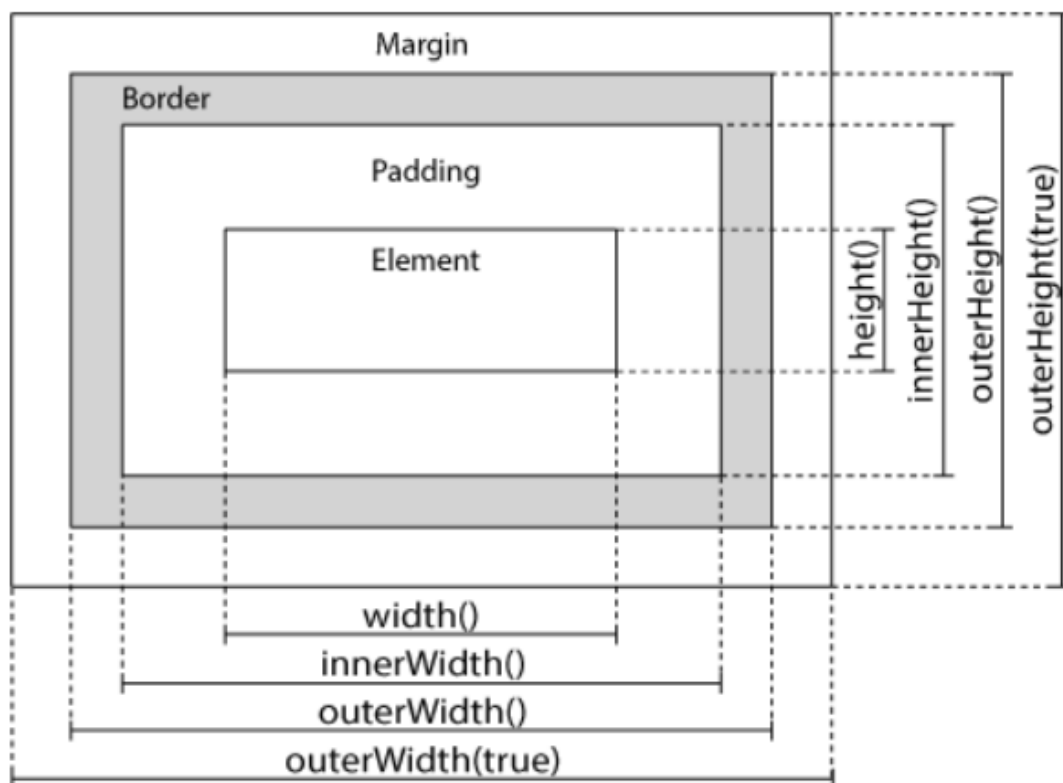 Margin
Border
Padding
Element
height()
innerHeight()
outerHeight()
outerHeight(true)
width()
innerWidth()
outerWidth()
outerWidth(true)